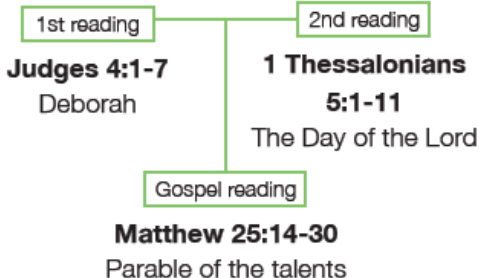 1st reading
Judges 4:1-7
Deborah
2nd reading
1 Thessalonians
5:1-11
The Day of the Lord
Gospel reading
Matthew 25:14-30
Parable of the talents